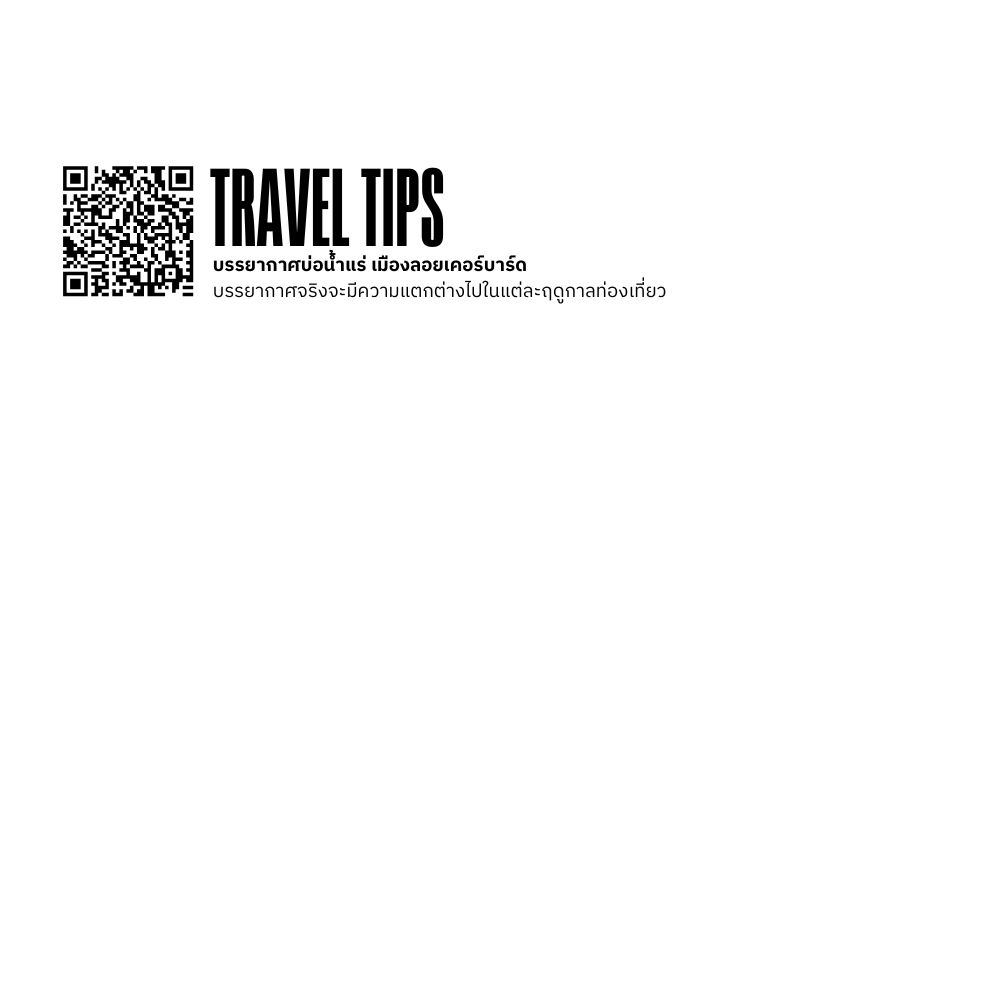 TRAVEL TIPS
บรรยากาศบ่อน้ำแร่ เมืองลอยเคอร์บาร์ด
บรรยากาศจริงจะมีความแตกต่างไปในแต่ละฤดูกาลท่องเที่ยว